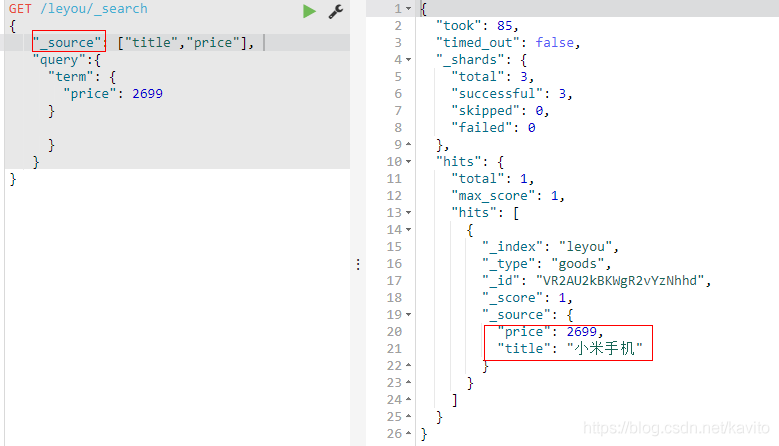 GET /leyou/_search
{
"_source": ["title","price"],
"query":{
"term": {
"price": 2699
}
}
}
}
1 {
2 "took": 85,
3 "timed_out": false,
4 "_shards": {
5 "total": 3,
6 "successful": 3,
7 "skipped": 0,
8 "failed": 0
9 },
10 "hits": {
11 "total": 1,
12 "max_score": 1,
13 "hits": [
14 {
15 "_index": "leyou",
16 "_type": "goods",
17 "_id": "VR2AU2kBKWgR2vYzNhhd",
18 "_score": 1,
19 "_source": {
20 "price": 2699,
21 "title": "小米手机"
22 }
23 }
24 ]
25 }
26 }
https://blog.csdn.net/kavito